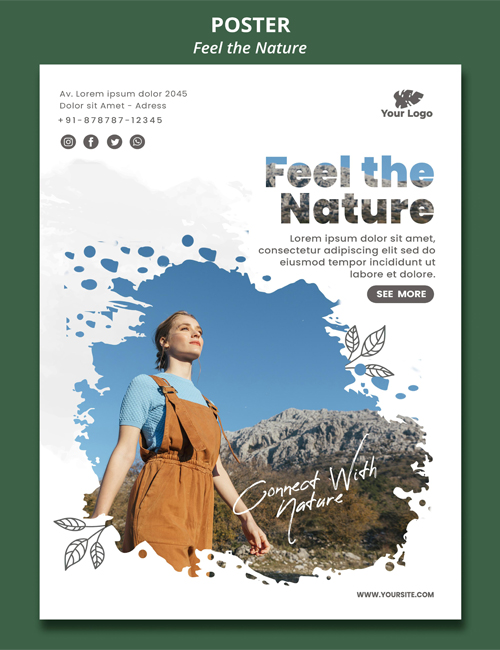 POSTER
Feel the Nature
Av. Lorem ipsum dolor 2045
Dolor sit Amet - Adress
+91-878787-12345
Your Logo
Feel the
Nature
Lorem ipsum dolor sit amet,
consectetur adipiscing elit sed do
eiusmod tempor incididunt ut
labore et dolore.
SEE MORE
Connect With
Nature
WWW.YOURSITE.COM